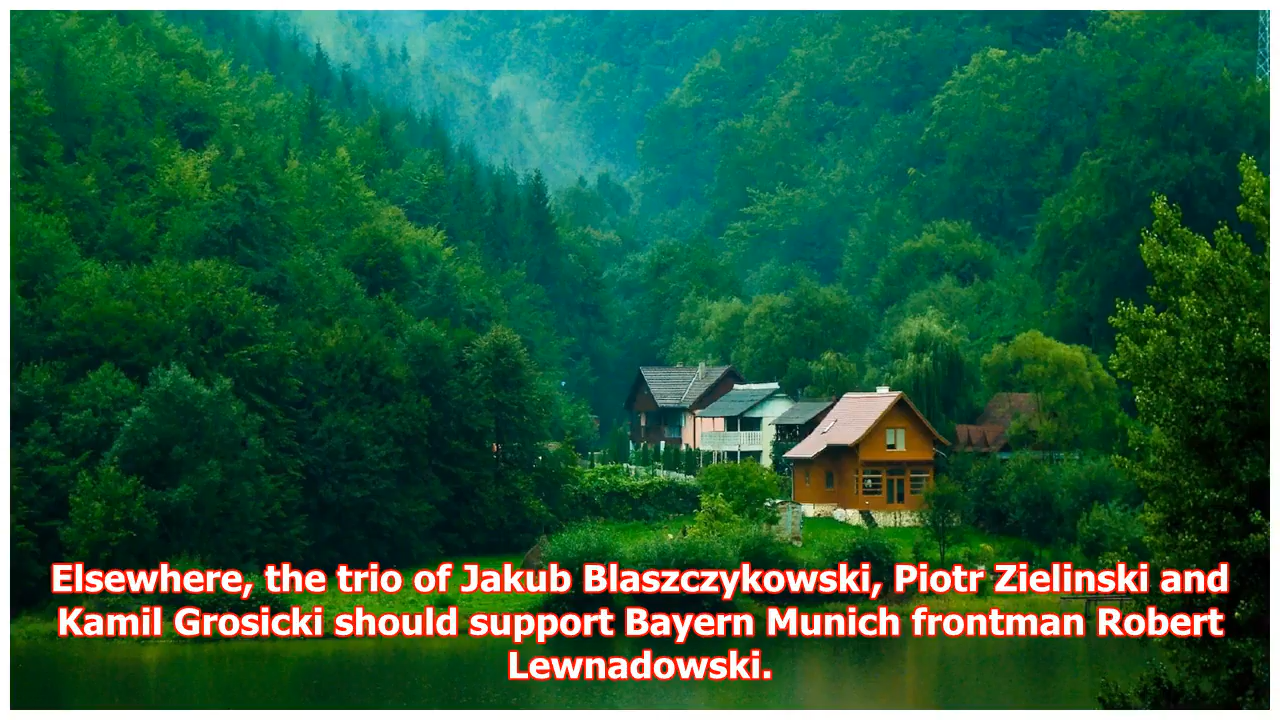 Elsewhere, the trio of Jakub Blaszczykowski, Piotr Zielinski and
Kamil Grosicki should support Bayern Munich frontman Robert
Lewnadowski.